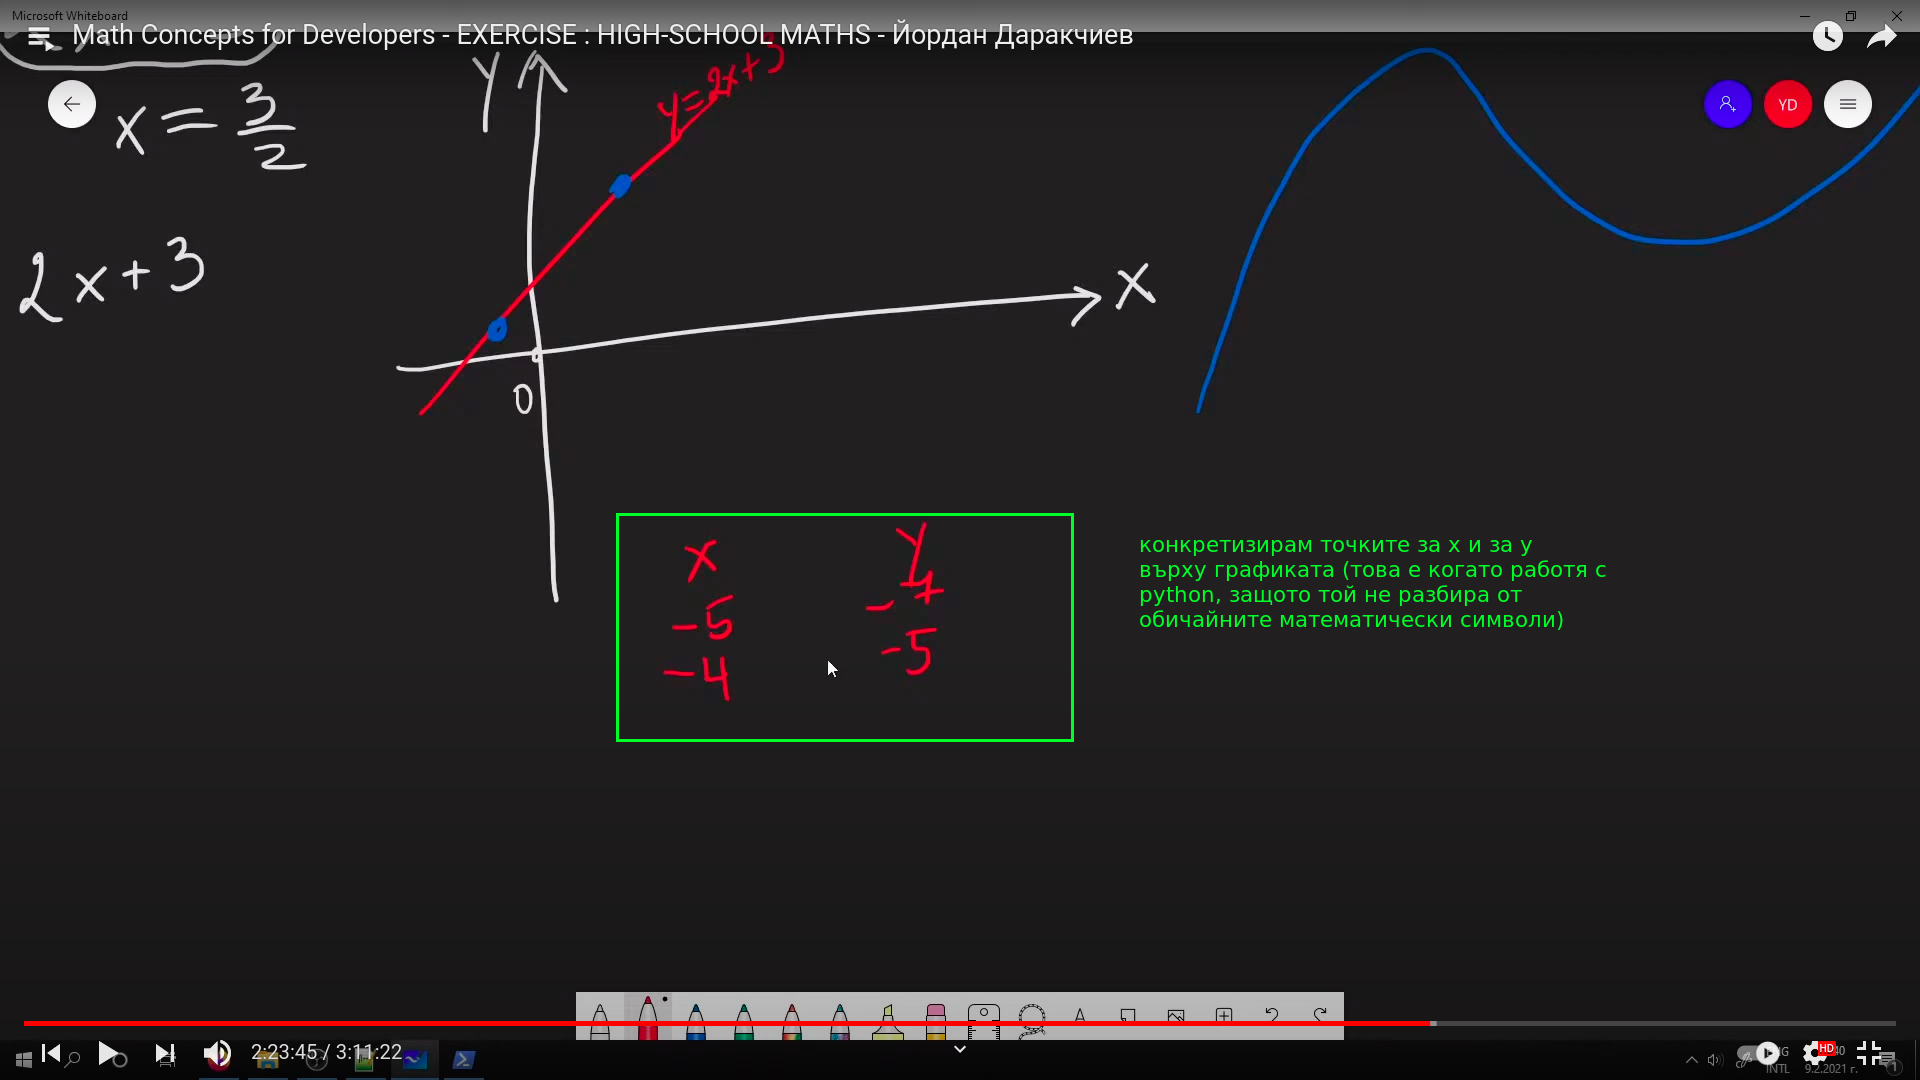 Microsoft Whiteboard
Math Concepts for Developers - EXERCISE : HIGH-SCHOOL MATHS - Йордан Даракчиев
YD
x = 3/2
Y
y=2x+3
2x+3
X
0
x y
-5 -7
-4 -5
конкретизирам точките за x и за y
върху графиката (това е когато работя с
python, защото той не разбира от
обичайните математически символи)
2:23:45 / 3:11:22
HD
INTL
9.2.2021 г.